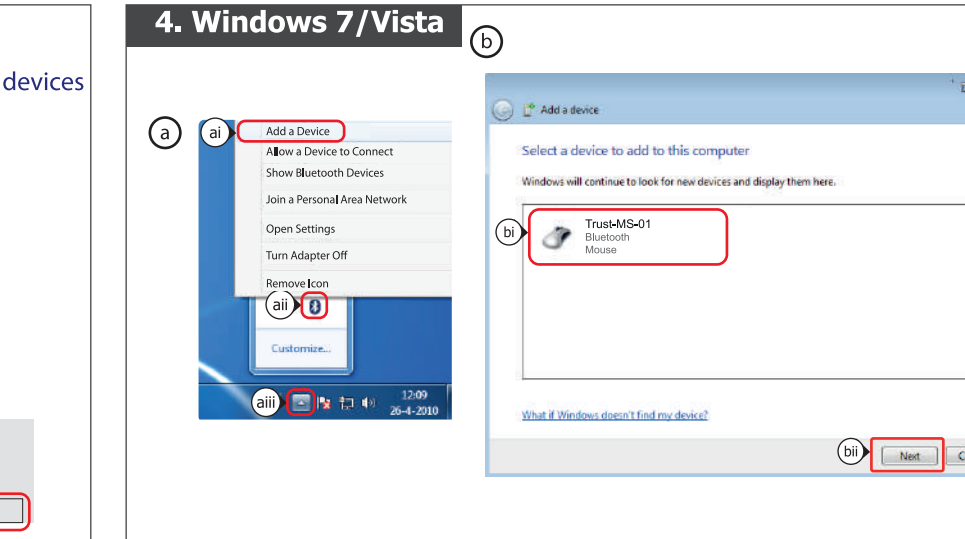 devices
4. Windows 7/Vista
a
ai
Add a Device
Allow a Device to Connect
Show Bluetooth Devices
Join a Personal Area Network
Open Settings
Turn Adapter Off
Remove Icon
aii
Customize...
aiii
12:09
26-4-2010
b
Add a device
Select a device to add to this computer
Windows will continue to look for new devices and display them here.
bi
Trust-MS-01
Bluetooth
Mouse
What if Windows doesn't find my device?
bii
Next